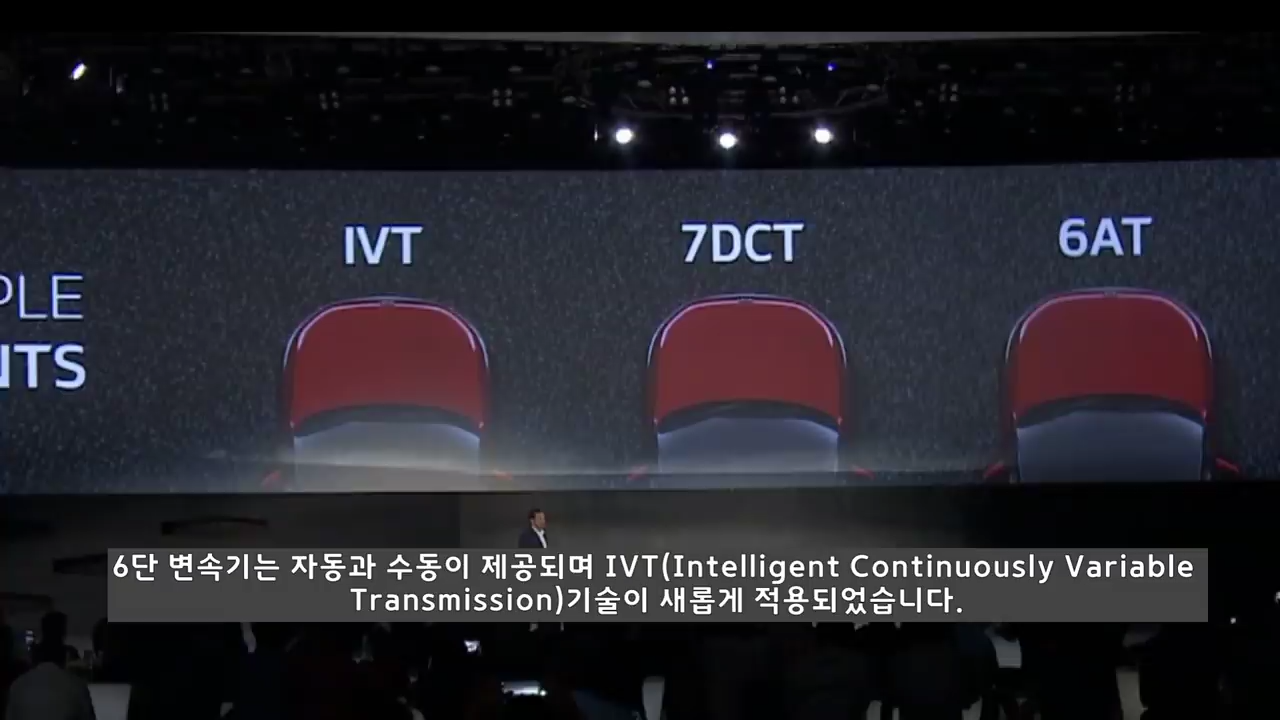 IVT
7DCT
6AT
PLE
NTS
6단 변속기는 자동과 수동이 제공되며 IVT(Intelligent Continuously Variable
Transmission)기술이 새롭게 적용되었습니다.